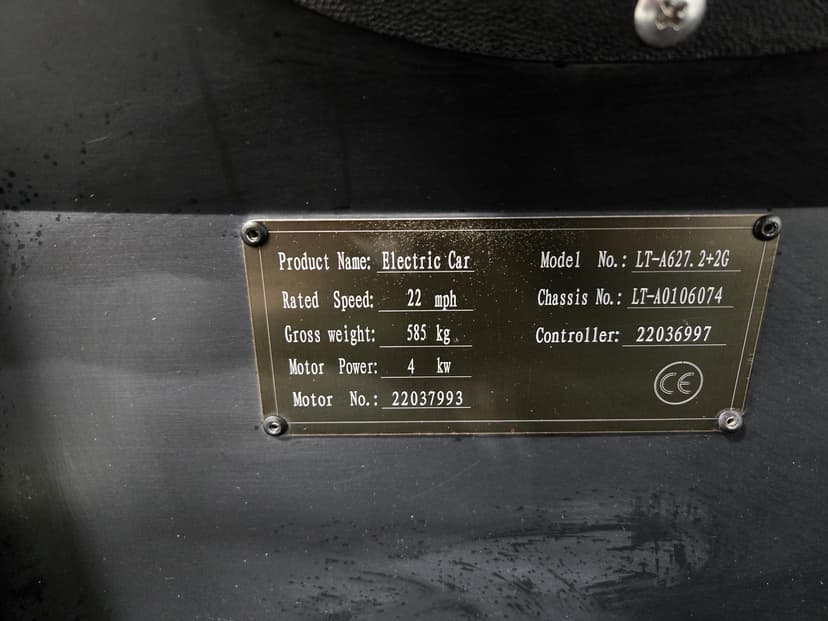 Product Name: Electric Car
Rated Speed: 22 mph
Gross weight: 585 kg
Motor Power: 4 kw
Motor No.: 22037993
Model No.: LT-A627.2+2G
Chassis No.: LT-A0106074
Controller: 22036997
CE